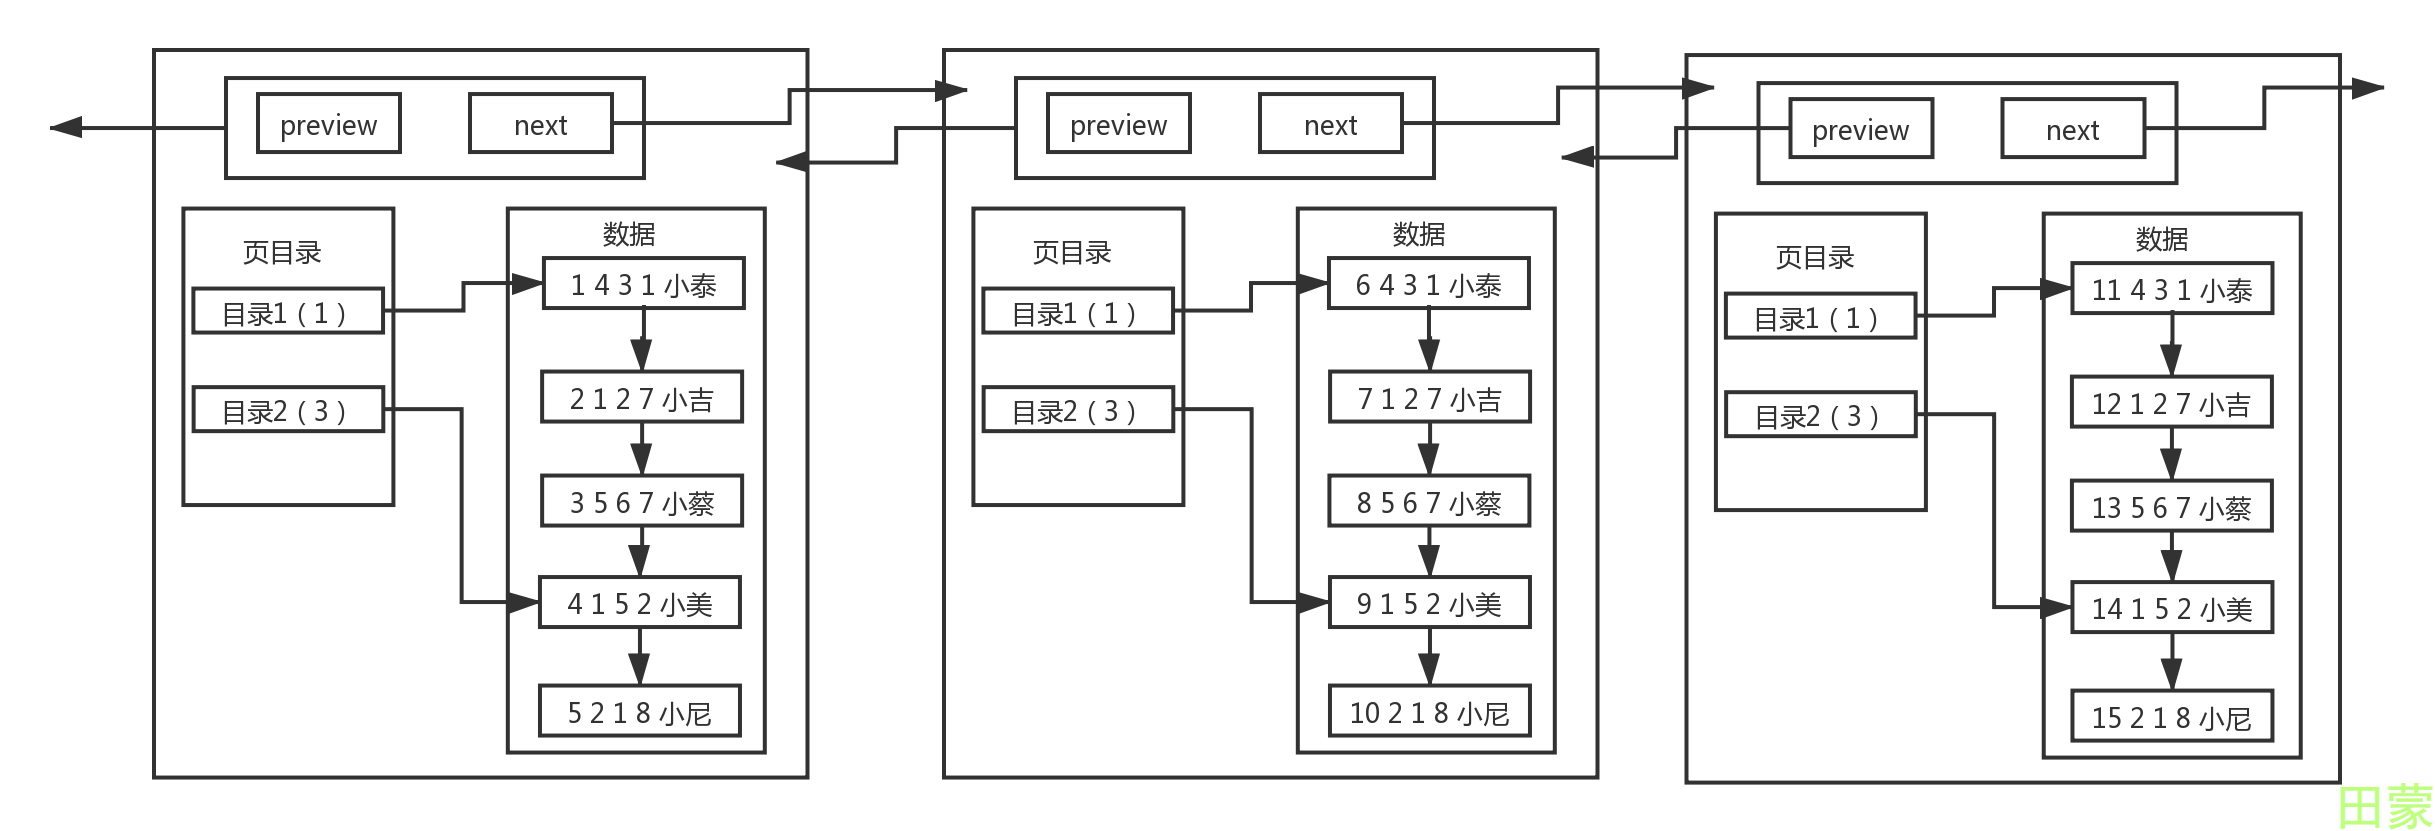 preview
next
页目录
目录1（1）
目录2（3）
数据
1 4 3 1 小泰
2 1 2 7 小吉
3 5 6 7 小蔡
4 1 5 2 小美
5 2 1 8 小尼
preview
next
页目录
目录1（1）
目录2（3）
数据
6 4 3 1 小泰
7 1 2 7 小吉
8 5 6 7 小蔡
9 1 5 2 小美
10 2 1 8 小尼
preview
next
页目录
目录1（1）
目录2（3）
数据
11 4 3 1 小泰
12 1 2 7 小吉
13 5 6 7 小蔡
14 1 5 2 小美
15 2 1 8 小尼
田蒙